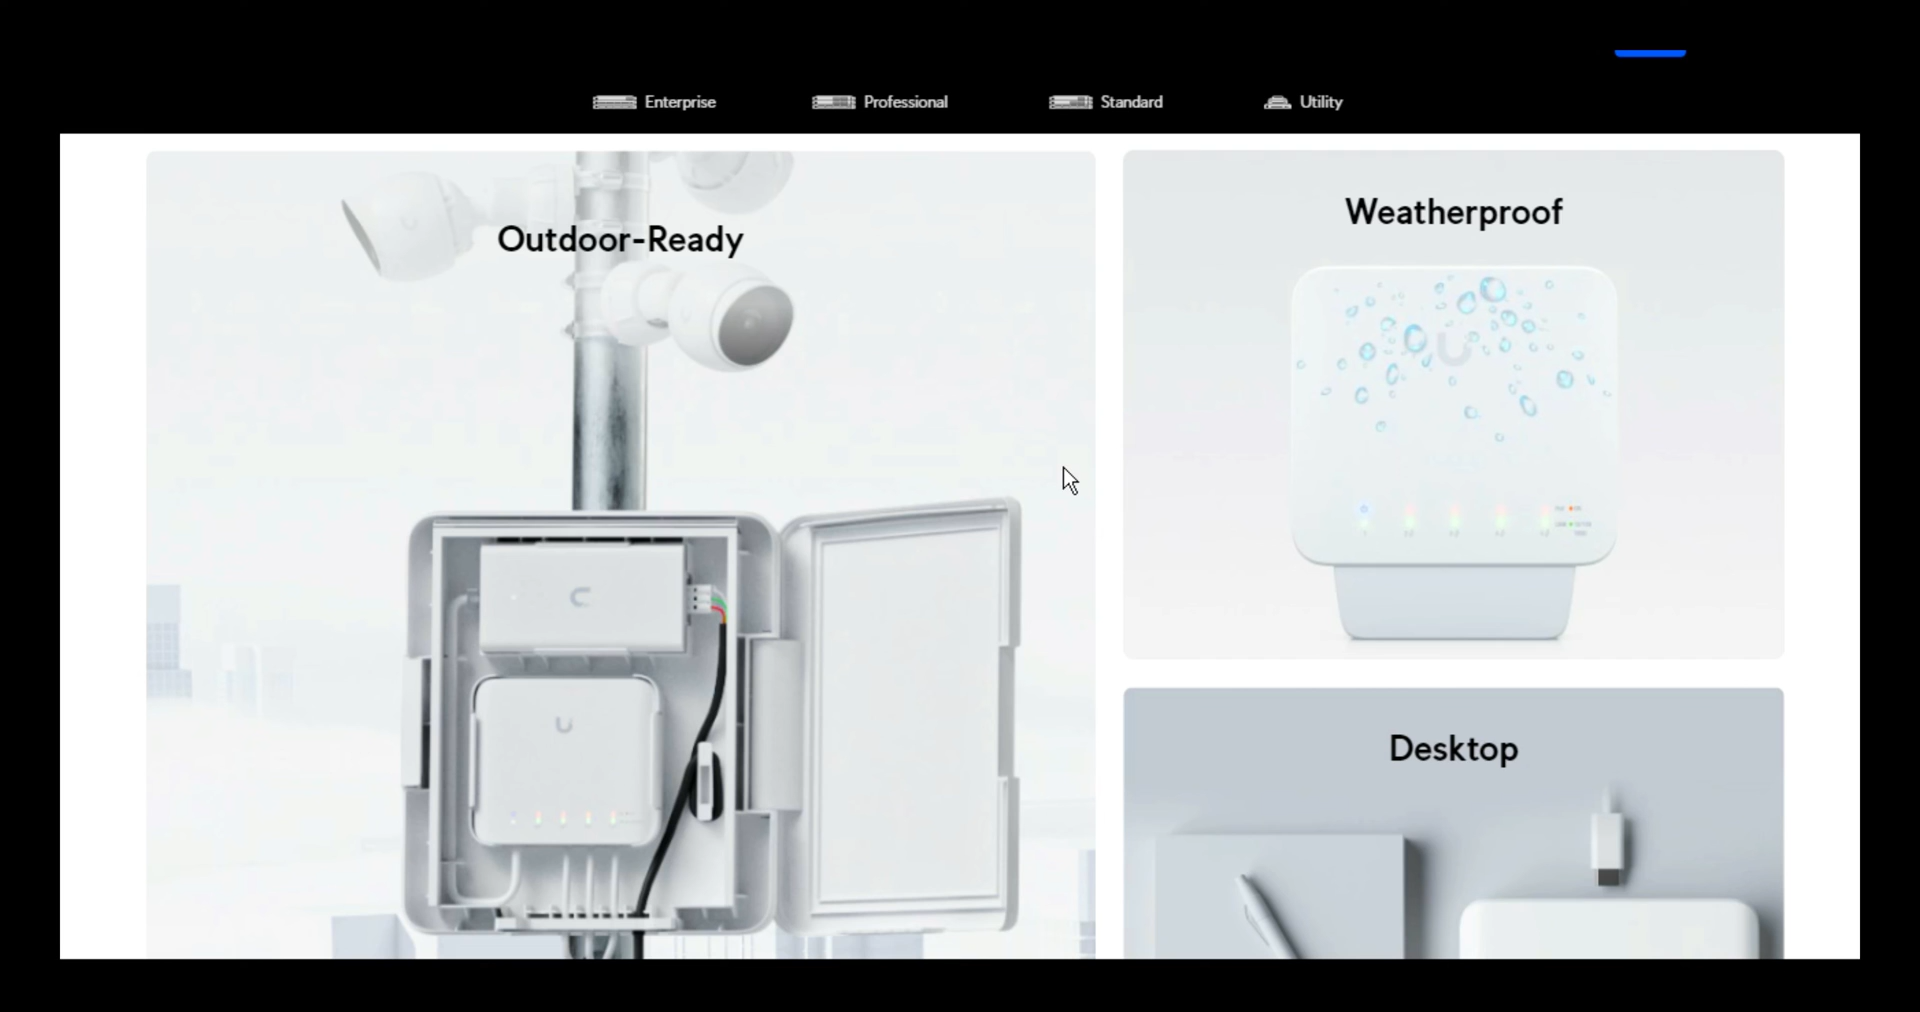 Enterprise
Professional
Standard
Utility
Outdoor-Ready
Weatherproof
Desktop